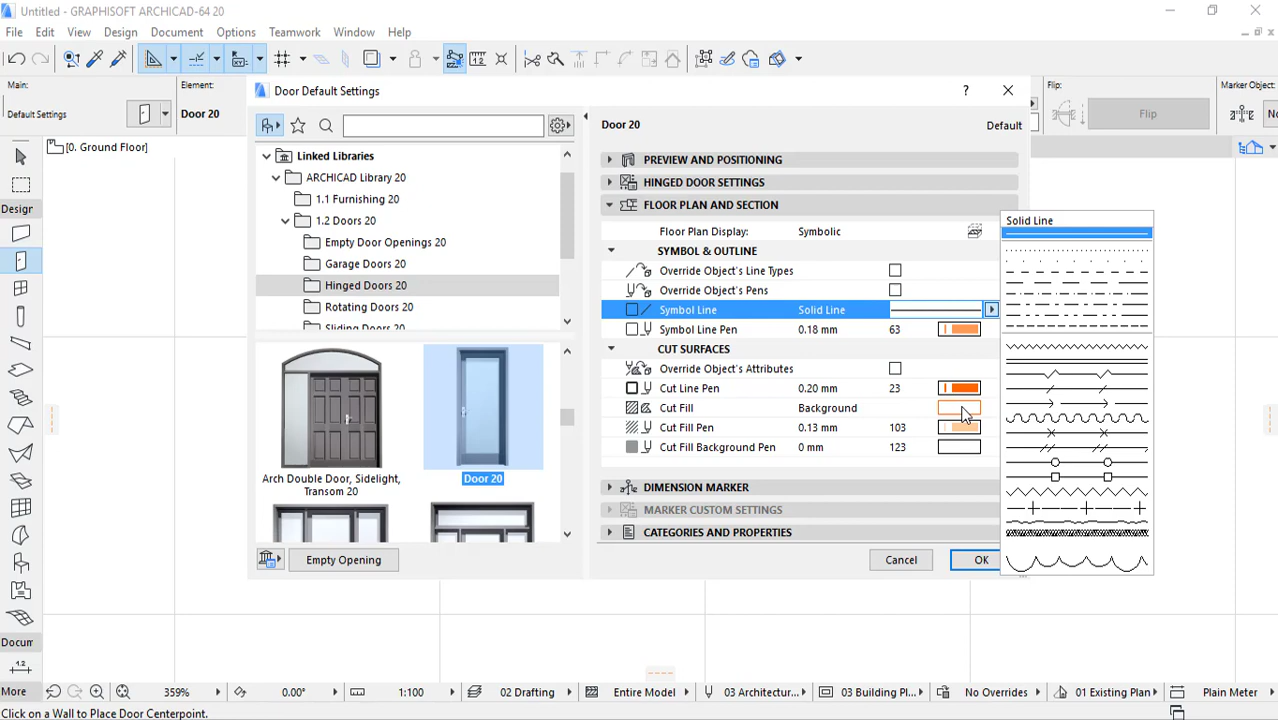 Untitled - GRAPHISOFT ARCHICAD-64 20
File Edit View Design Document Options Teamwork Window Help
Main:
Default Settings
Element:
Door 20
Flip:
Flip
Marker Object:
[0. Ground Floor]
Design
Docum
1.2
More
Door Default Settings
?
Linked Libraries
ARCHICAD Library 20
1.1 Furnishing 20
1.2 Doors 20
Empty Door Openings 20
Garage Doors 20
Hinged Doors 20
Rotating Doors 20
Sliding Doors 20
Arch Double Door, Sidelight,
Transom 20
Door 20
Empty Opening
Door 20
Default
PREVIEW AND POSITIONING
HINGED DOOR SETTINGS
FLOOR PLAN AND SECTION
Floor Plan Display: Symbolic
SYMBOL & OUTLINE
Override Object's Line Types
Override Object's Pens
Symbol Line Solid Line
Symbol Line Pen 0.18 mm 63
CUT SURFACES
Override Object's Attributes
Cut Line Pen 0.20 mm 23
Cut Fill Background
Cut Fill Pen 0.13 mm 103
Cut Fill Background Pen 0 mm 123
DIMENSION MARKER
MARKER CUSTOM SETTINGS
CATEGORIES AND PROPERTIES
Cancel
OK
Solid Line
359% 0.00° 1:100 02 Drafting Entire Model 03 Architectur... 03 Building Pl... No Overrides 01 Existing Plan Plain Meter
Click on a Wall to Place Door Centerpoint.